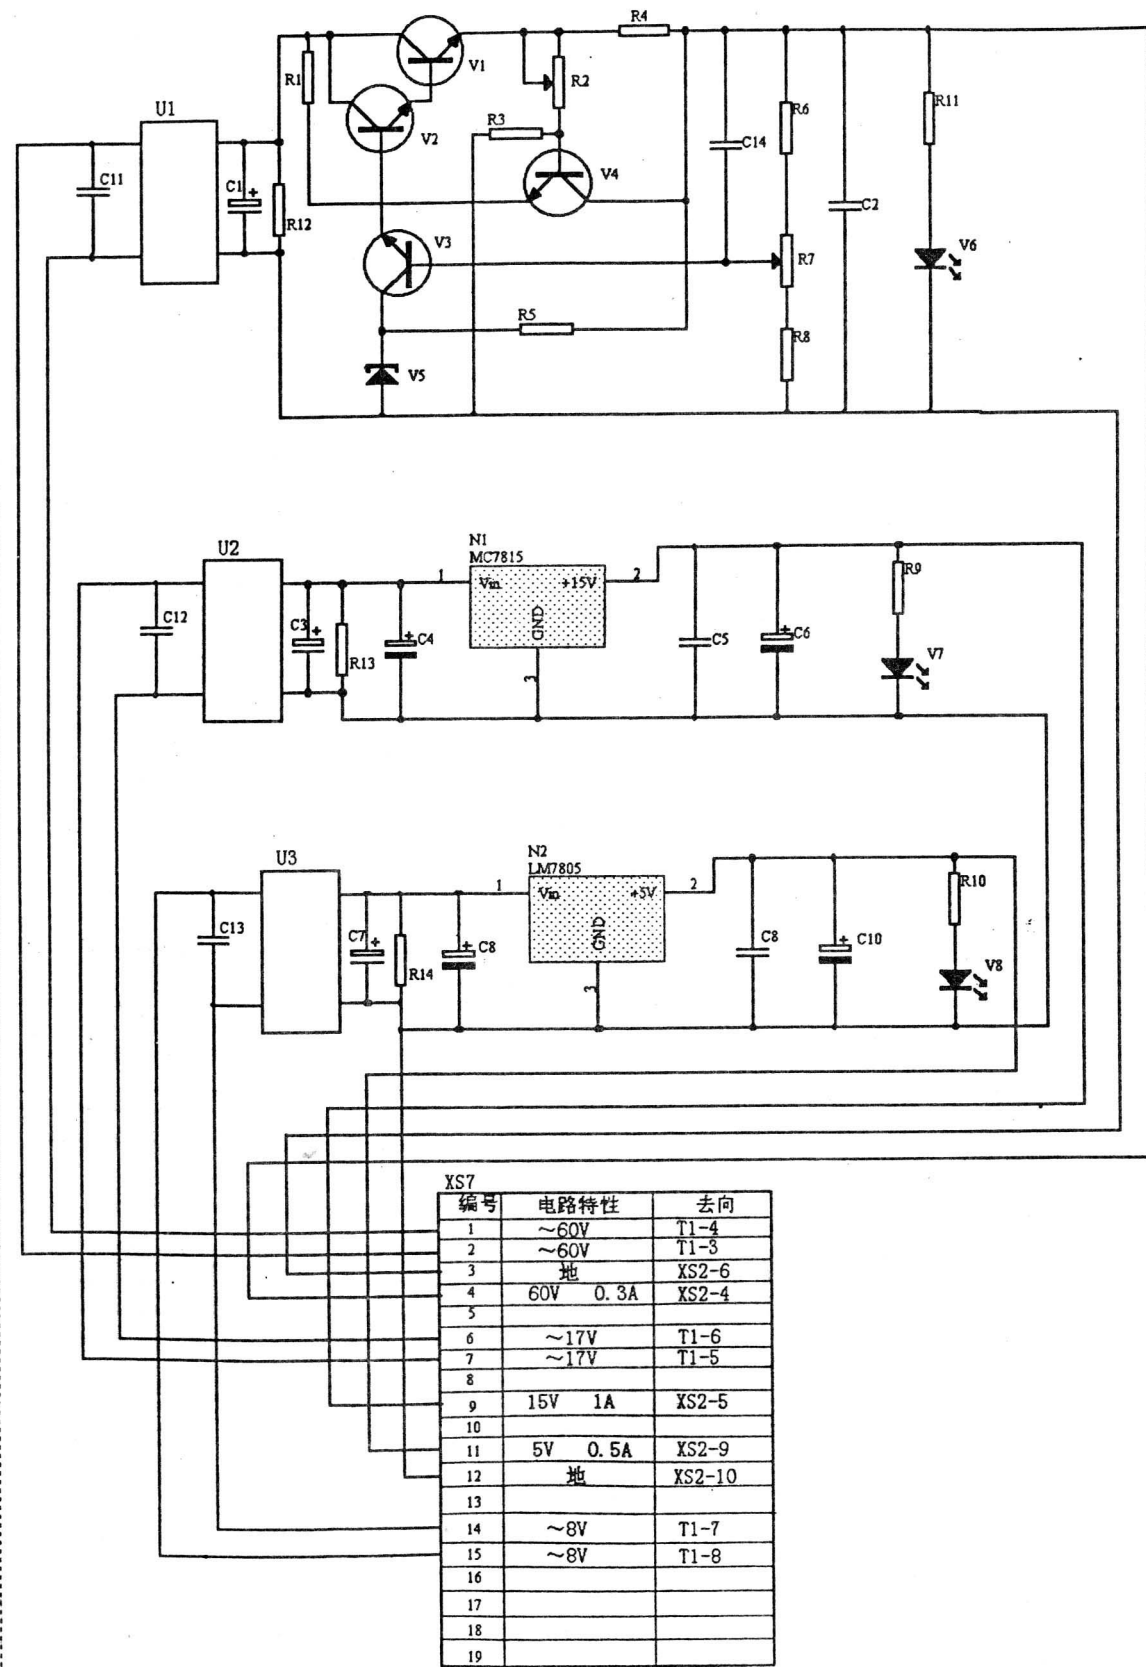 R4
V1
R1
R2
U1
R11
R6
R3
V2
C14
C11
V4
C1 +
C2
R12
V3
V6
R7
R5
R8
V5
N1
MC7815
U2
1 Vin +15V 2
R9
C12
C3 +
+ C4
GND
C5
+ C6
V7
R13
3
N2
LM7805
U3
1 Vin +5V 2
R10
C13
C7 +
+ C8
GND
C8
+ C10
V8
R14
3
XS7
编号 电路特性 去向
1 ~60V T1-4
2 ~60V T1-3
3 地 XS2-6
4 60V 0.3A XS2-4
5
6 ~17V T1-6
7 ~17V T1-5
8
9 15V 1A XS2-5
10
11 5V 0.5A XS2-9
12 地 XS2-10
13
14 ~8V T1-7
15 ~8V T1-8
16
17
18
19